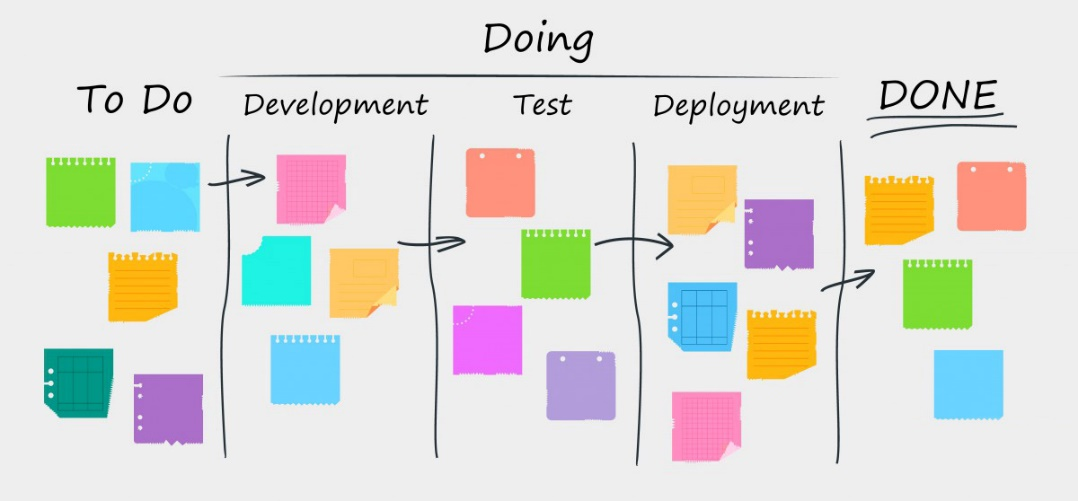 Doing
To Do
Development
Test
Deployment
DONE